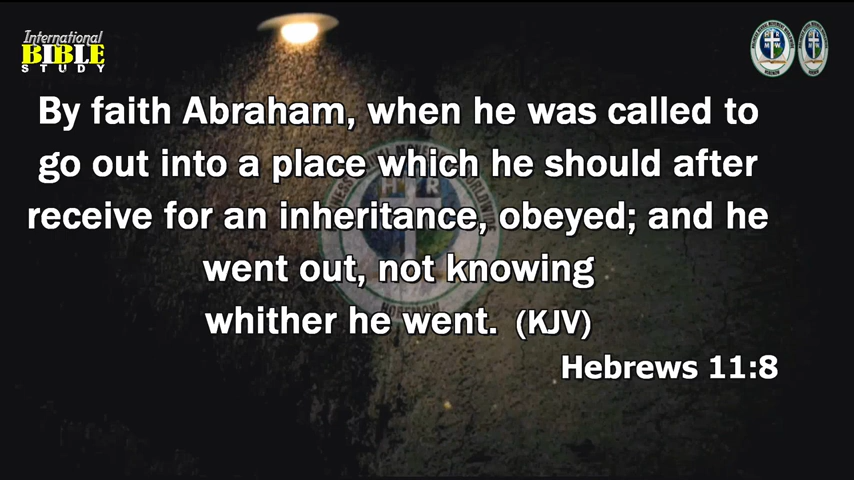 International
BIBLE
STUDY
By faith Abraham, when he was called to
go out into a place which he should after
receive for an inheritance, obeyed; and he
went out, not knowing
whither he went. (KJV)
Hebrews 11:8